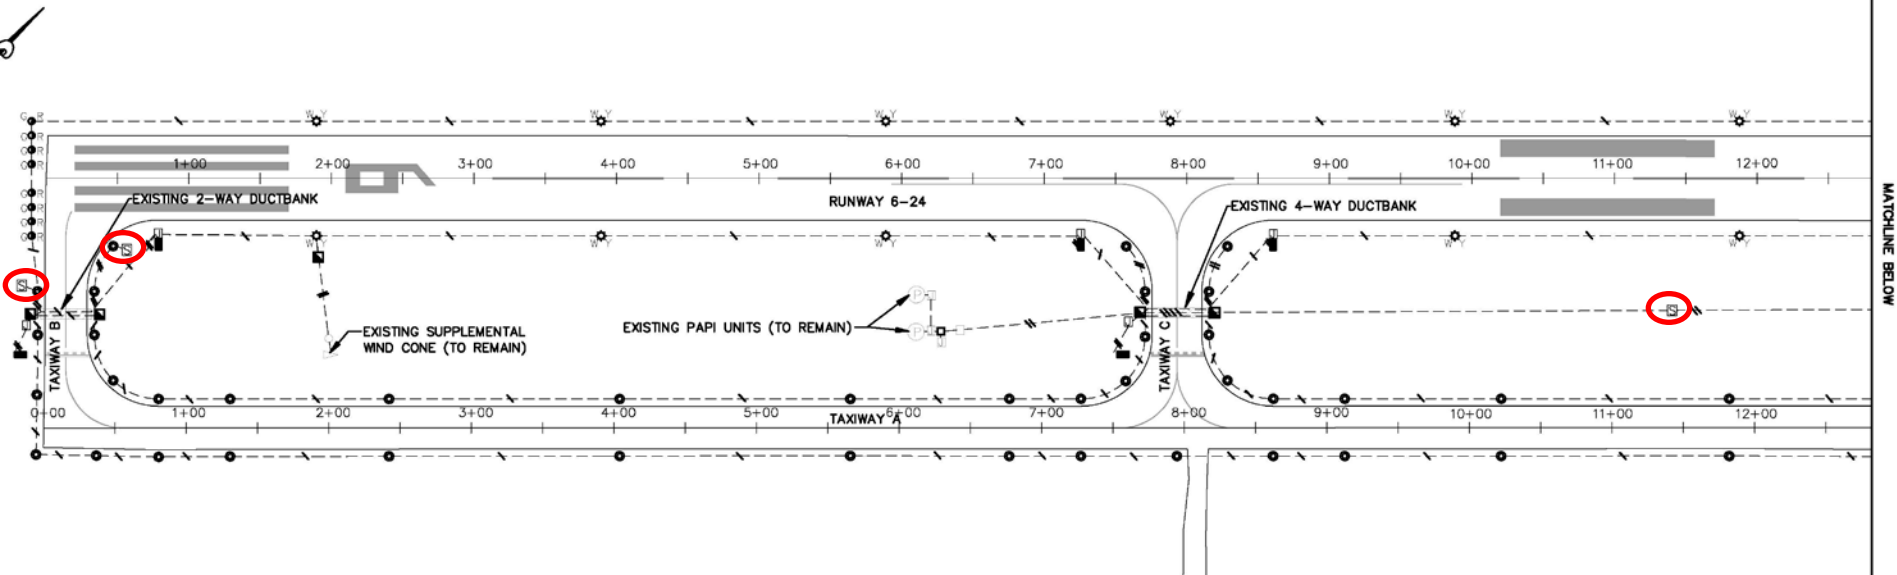 G R
W Y W Y W Y W Y W Y W Y
G R
G R
G R
1+00 2+00 3+00 4+00 5+00 6+00 7+00 8+00 9+00 10+00 11+00 12+00
G R
EXISTING 2-WAY DUCTBANK
RUNWAY 6-24
EXISTING 4-WAY DUCTBANK
G R
G R
W Y W Y W Y W Y
S
S
MATCHLINE BELOW
P
S
EXISTING SUPPLEMENTAL
WIND CONE (TO REMAIN)
EXISTING PAPI UNITS (TO REMAIN)
P
TAXIWAY B
TAXIWAY C
0+00 1+00 2+00 3+00 4+00 5+00 6+00 7+00 8+00 9+00 10+00 11+00 12+00
TAXIWAY A